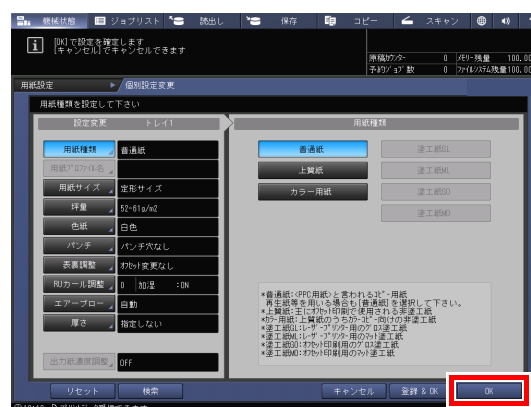 機械状態 ジョブリスト 読出し 保存 コピー スキャン
[OK]で設定を確定します
[キャンセル]でキャンセルできます
原稿カウンター 0 メモリー残量 100.00
予約ジョブ数 0 ファイルシステム残量100.00
用紙設定 個別設定変更
用紙種類を設定して下さい
設定変更 トレイ1 用紙種類
用紙種類 普通紙 普通紙 塗工紙GL
用紙プロファイル名 上質紙 塗工紙ML
用紙サイズ 定形サイズ カラー用紙 塗工紙GO
坪量 52-61g/m2 塗工紙MO
色紙 白色
パンチ パンチ穴なし
表裏調整 オフセット変更なし
RUカール調整 0 加湿 :ON
エアーブロー 自動
厚さ 指定しない
*普通紙:<PPC用紙>と言われるコピー用紙
再生紙等を用いる場合も[普通紙]を選択して下さい。
*上質紙:主にオフセット印刷で使用される非塗工紙
*カラー用紙:上質紙のうちカラーコピー向けの非塗工紙
*塗工紙GL:レーザープリンター用のグロス塗工紙
*塗工紙ML:レーザープリンター用のマット塗工紙
*塗工紙GO:オフセット印刷用のグロス塗工紙
*塗工紙MO:オフセット印刷用のマット塗工紙
出力紙濃度調整 OFF
リセット 検索 キャンセル 登録 & OK OK